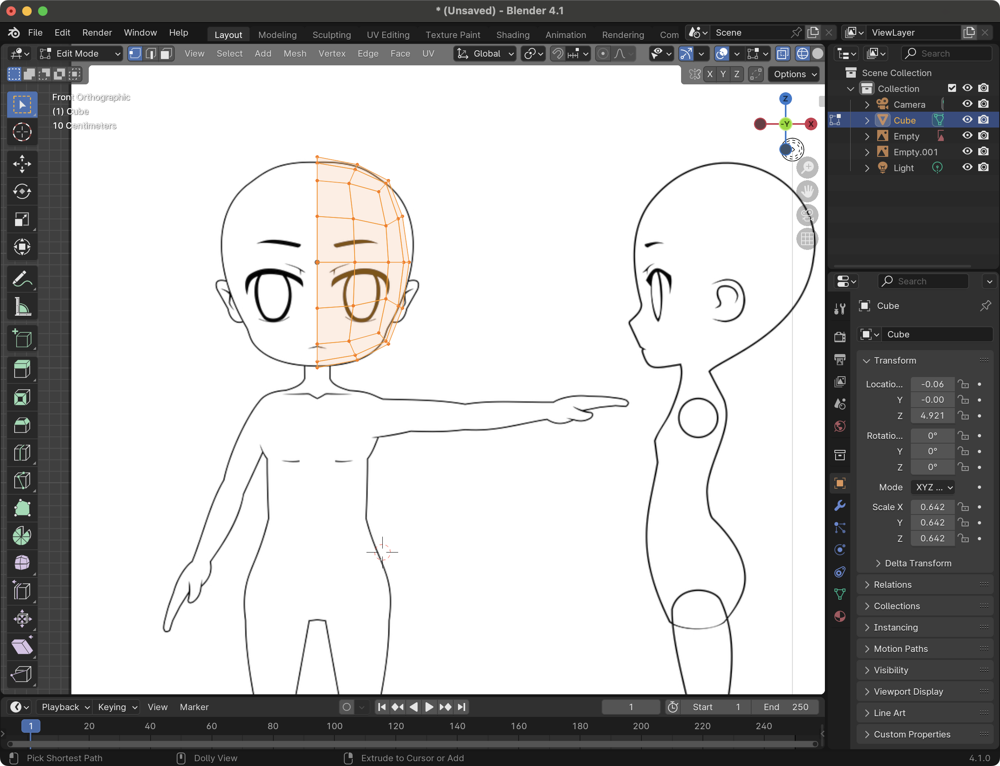 * (Unsaved) - Blender 4.1
File Edit Render Window Help
Layout Modeling Sculpting UV Editing Texture Paint Shading Animation Rendering Com
Scene
ViewLayer
Edit Mode
View Select Add Mesh Vertex Edge Face UV
Global
Search
X Y Z
Options
Front Orthographic
(1) Cube
10 Centimeters
Z
-Y
X
Scene Collection
Collection
Camera
Cube
Empty
Empty.001
Light
Search
Cube
Cube
Transform
Locatio... -0.06
Y -0.00
Z 4.921
Rotatio... 0°
Y 0°
Z 0°
Mode XYZ ...
Scale X 0.642
Y 0.642
Z 0.642
Delta Transform
Relations
Collections
Instancing
Motion Paths
Visibility
Viewport Display
Line Art
Custom Properties
Playback Keying View Marker
1
Start 1
End 250
1 20 40 60 80 100 120 140 160 180 200 220 240
Pick Shortest Path
Dolly View
Extrude to Cursor or Add
4.1.0